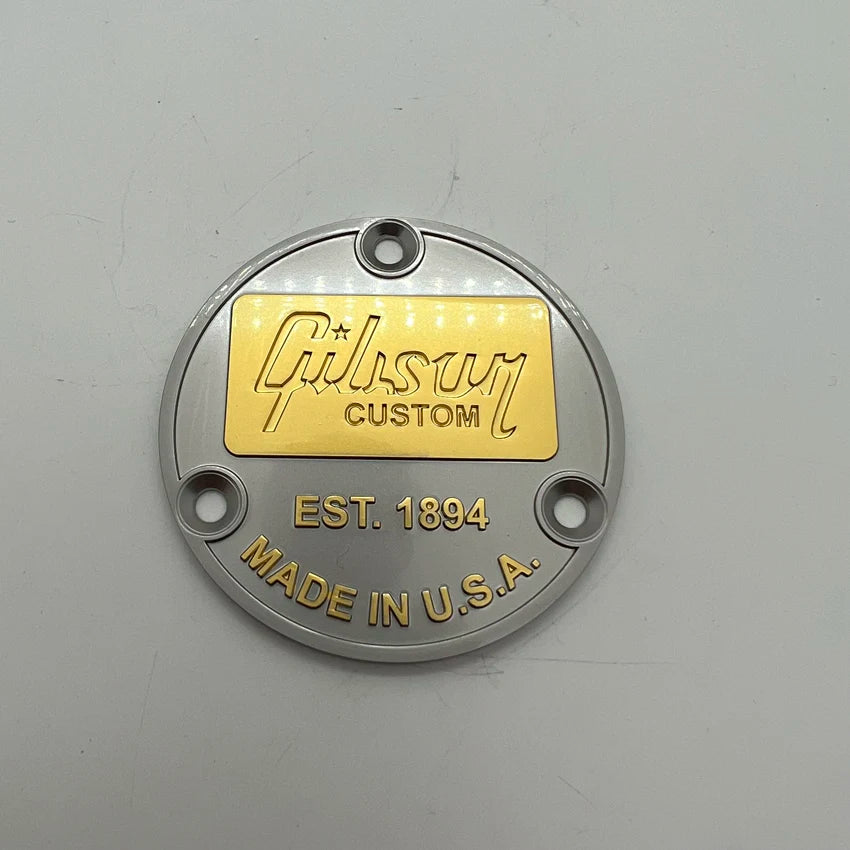 Gibson
CUSTOM
EST. 1894
MADE IN U.S.A.